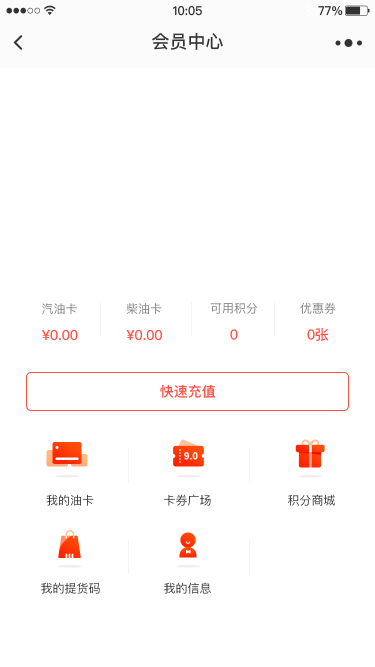 10:05 77%
会员中心
汽油卡 柴油卡 可用积分 优惠券
¥0.00 ¥0.00 0 0张
快速充值
9.0
我的油卡 卡券广场 积分商城
我的提货码 我的信息